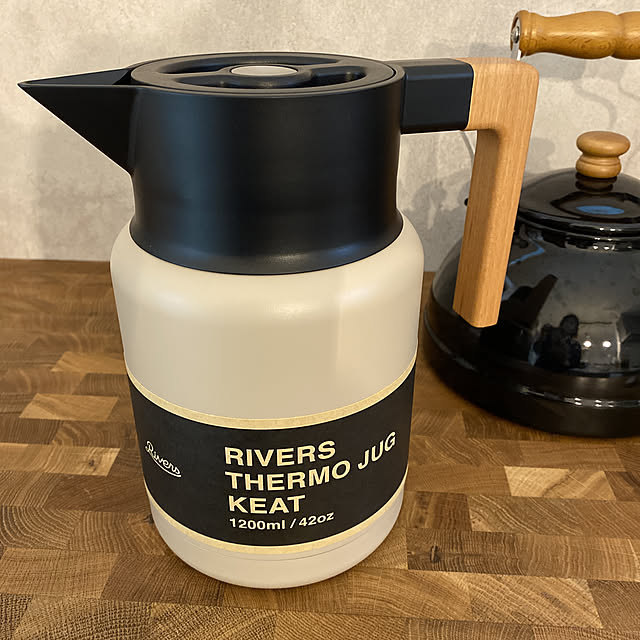 Rivers
RIVERS
THERMO JUG
KEAT
1200ml / 42oz